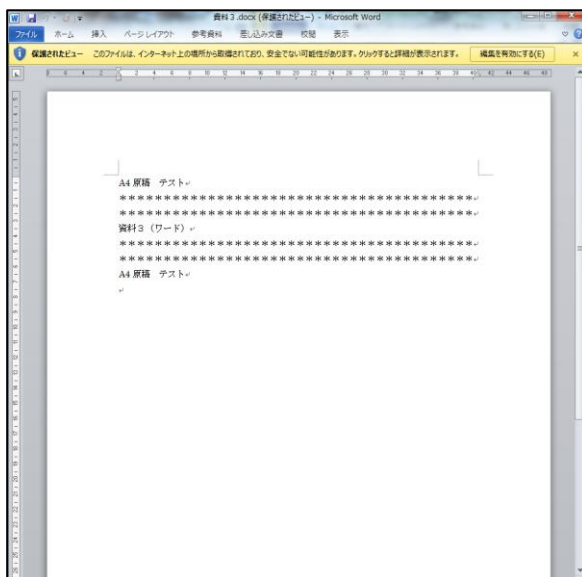 資料3.docx (保護されたビュー) - Microsoft Word
ファイル ホーム 挿入 ページ レイアウト 参考資料 差し込み文書 校閲 表示
保護されたビュー このファイルは、インターネット上の場所から取得されており、安全でない可能性があります。クリックすると詳細が表示されます。 編集を有効にする(E)
A4 原稿 テスト
****************************************
****************************************
資料3(ワード)
****************************************
****************************************
A4 原稿 テスト